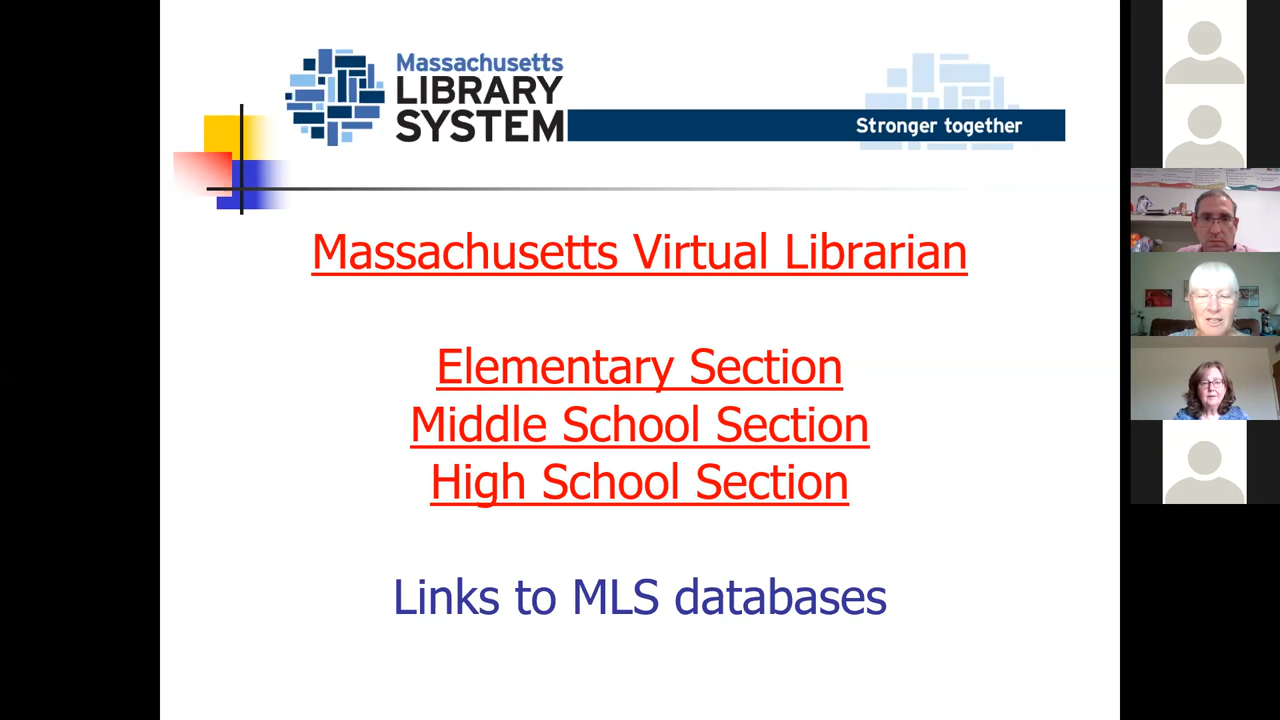 Massachusetts
LIBRARY
SYSTEM
Stronger together
Massachusetts Virtual Librarian
Elementary Section
Middle School Section
High School Section
Links to MLS databases